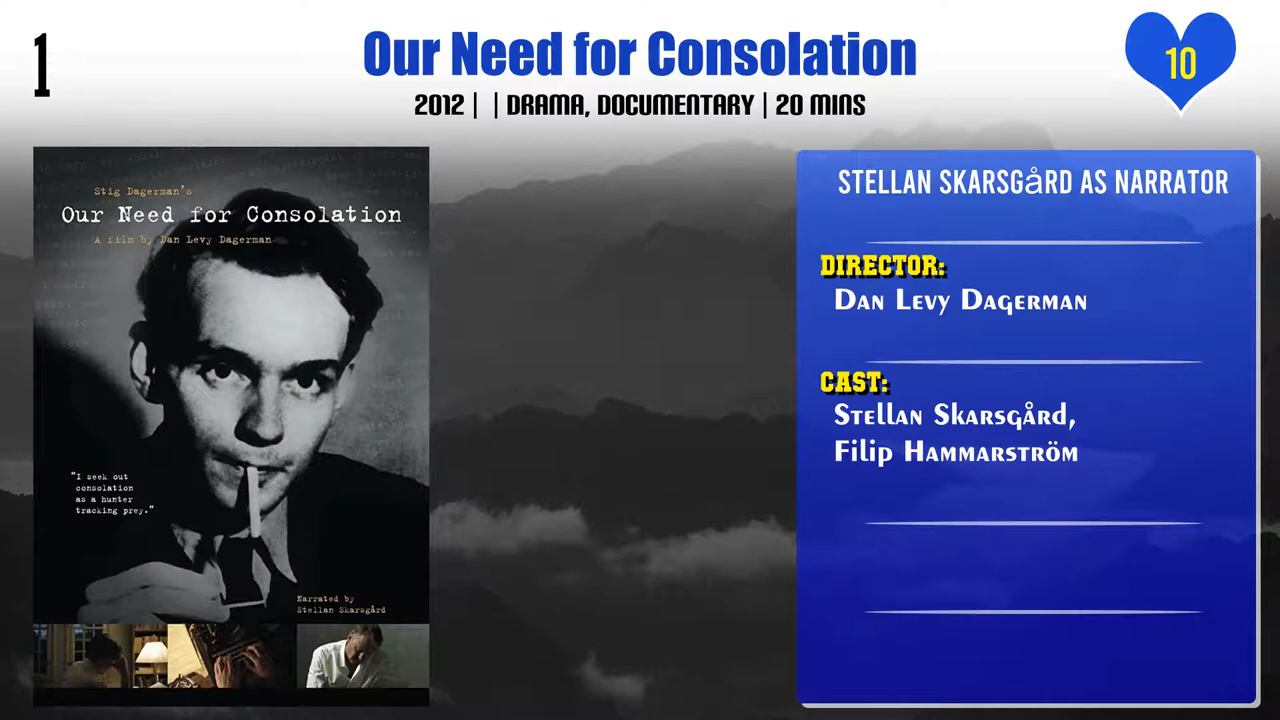 1
Our Need for Consolation
2012 | | DRAMA, DOCUMENTARY | 20 MINS
10
Stig Dagerman's
Our Need for Consolation
A film by Dan Levy Dagerman
"I seek out
consolation
as a hunter
tracking prey."
Narrated by
Stellan Skarsgård
STELLAN SKARSGåRD AS NARRATOR
DIRECTOR:
Dan Levy Dagerman
CAST:
Stellan Skarsgård,
Filip Hammarström